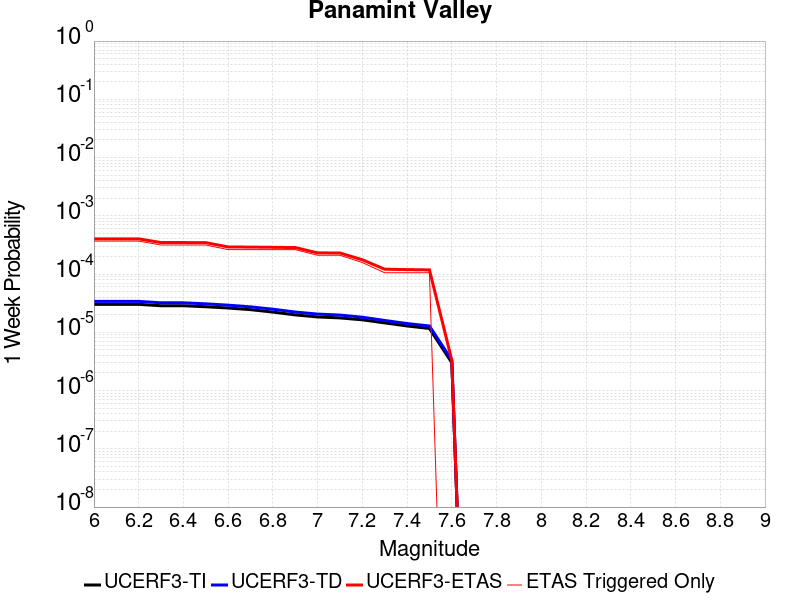 Panamint Valley
10^0
10^-1
10^-2
10^-3
10^-4
10^-5
10^-6
10^-7
10^-8
1 Week Probability
6 6.2 6.4 6.6 6.8 7 7.2 7.4 7.6 7.8 8 8.2 8.4 8.6 8.8 9
Magnitude
UCERF3-TI UCERF3-TD UCERF3-ETAS ETAS Triggered Only